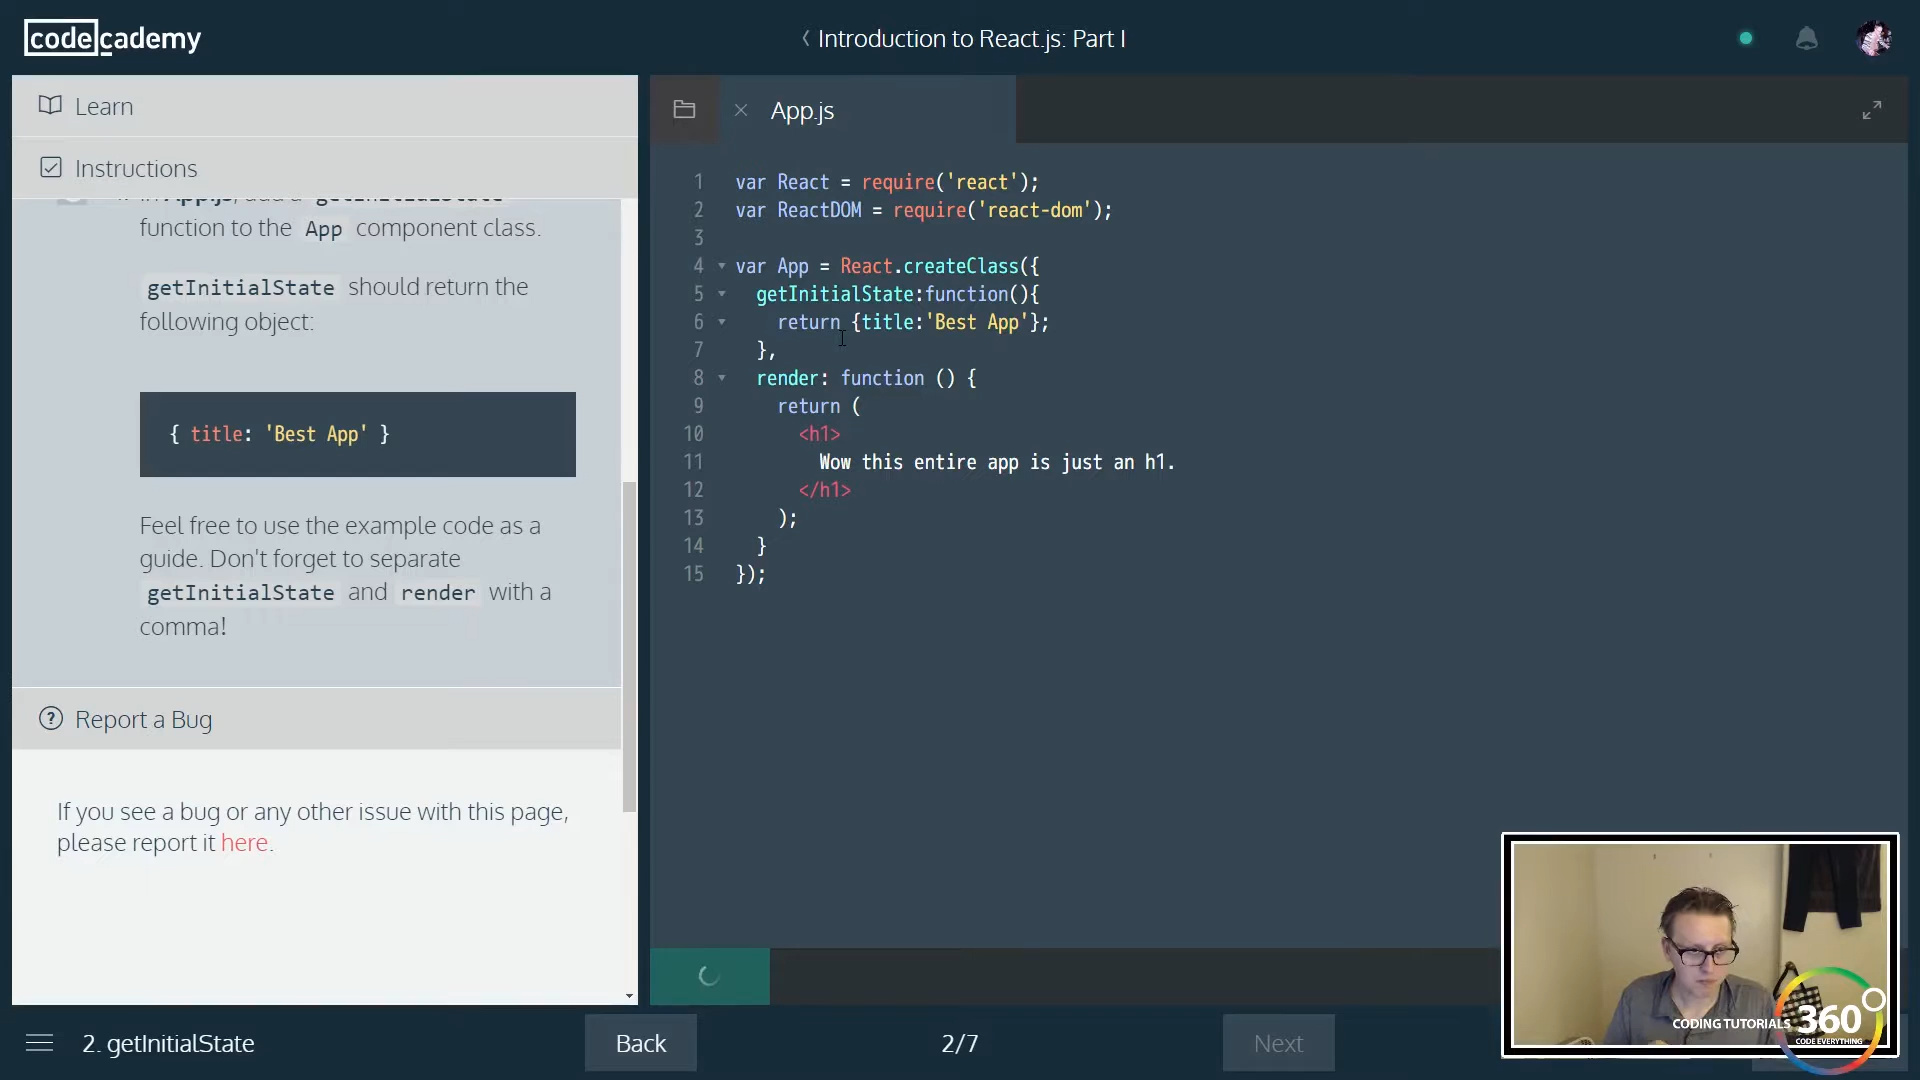 codecademy
Introduction to React.js: Part I
Learn
Instructions
function to the App component class.
getInitialState should return the
following object:
{ title: 'Best App' }
Feel free to use the example code as a
guide. Don't forget to separate
getInitialState and render with a
comma!
Report a Bug
If you see a bug or any other issue with this page,
please report it here.
App.js
1 var React = require('react');
2 var ReactDOM = require('react-dom');
3
4 var App = React.createClass({
5 getInitialState:function(){
6 return {title:'Best App'};
7 },
8 render: function () {
9 return (
10 <h1>
11 Wow this entire app is just an h1.
12 </h1>
13 );
14 }
15 });
2. getInitialState
Back
2/7
Next
CODING TUTORIALS 360
CODE EVERYTHING